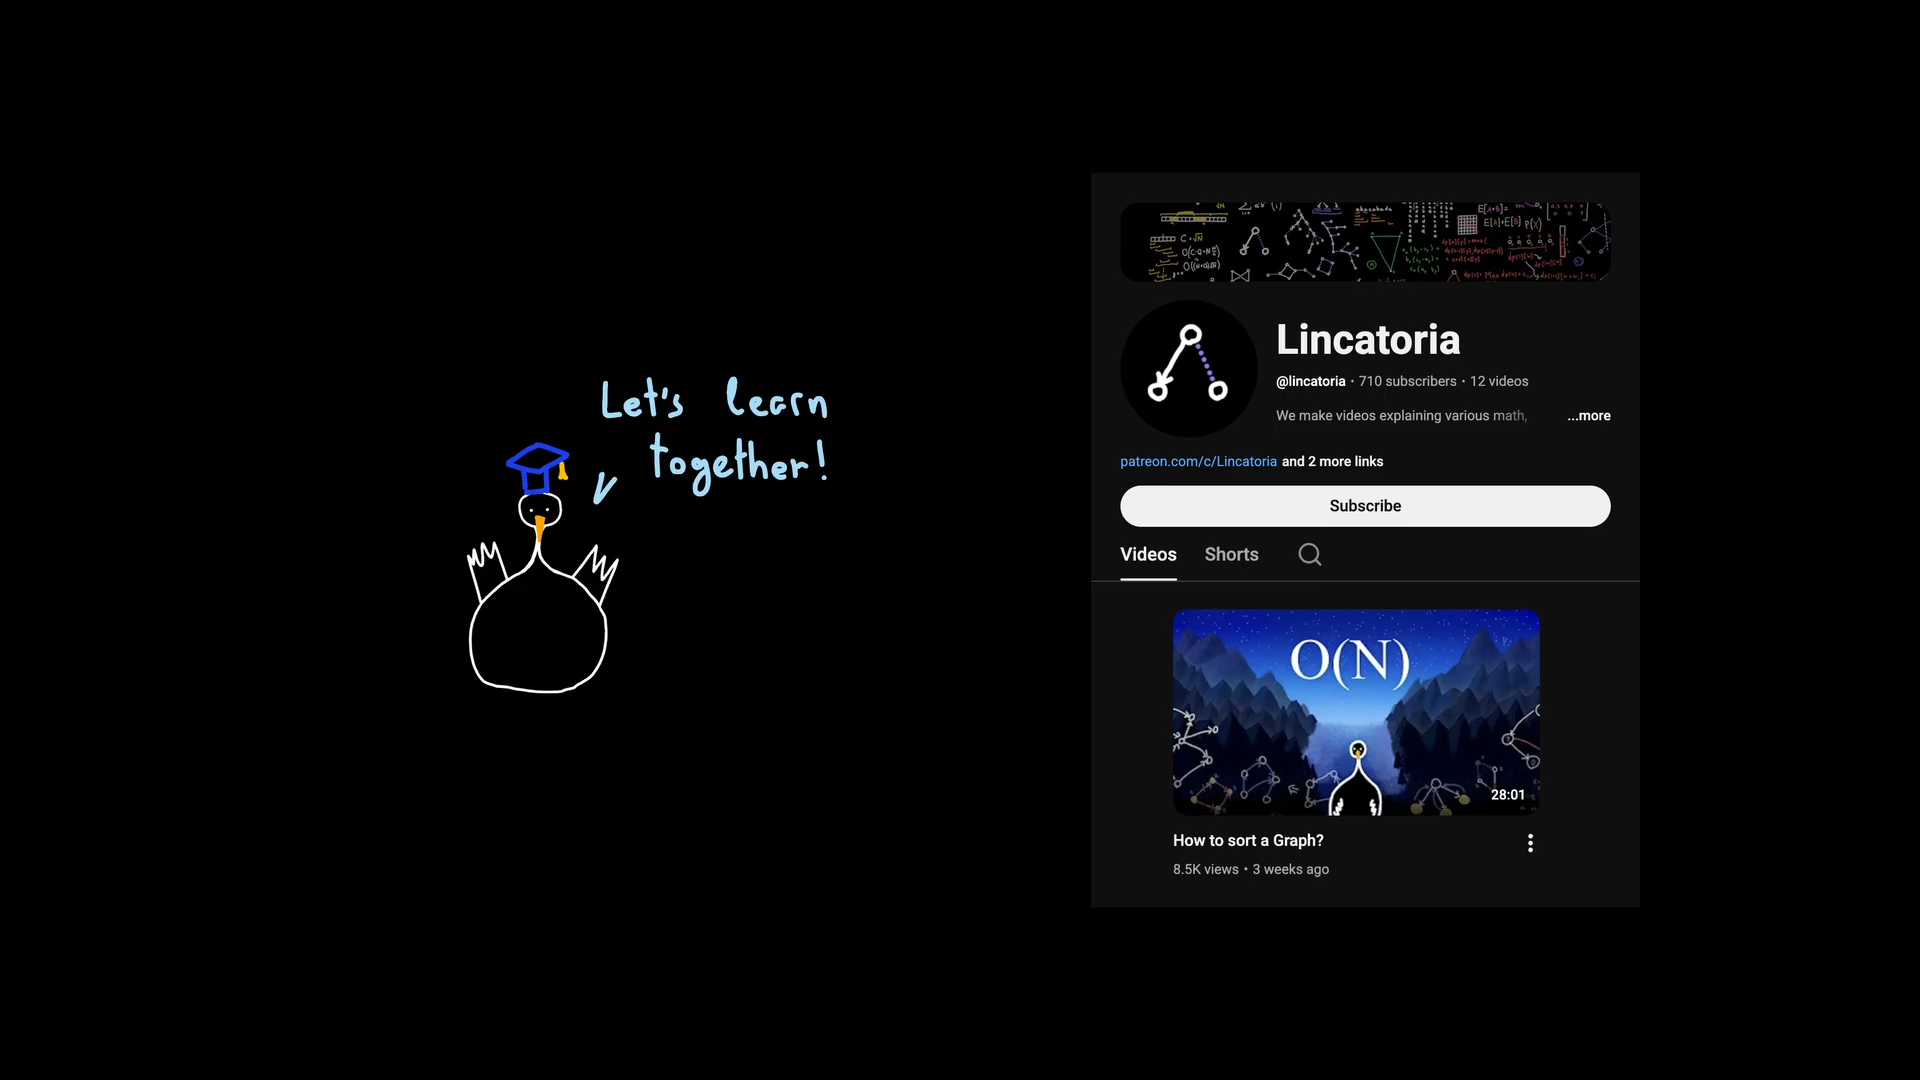 Let's learn
together!
Lincatoria
@lincatoria • 710 subscribers • 12 videos
We make videos explaining various math, ...more
patreon.com/c/Lincatoria and 2 more links
Subscribe
Videos Shorts
O(N)
28:01
How to sort a Graph?
8.5K views • 3 weeks ago